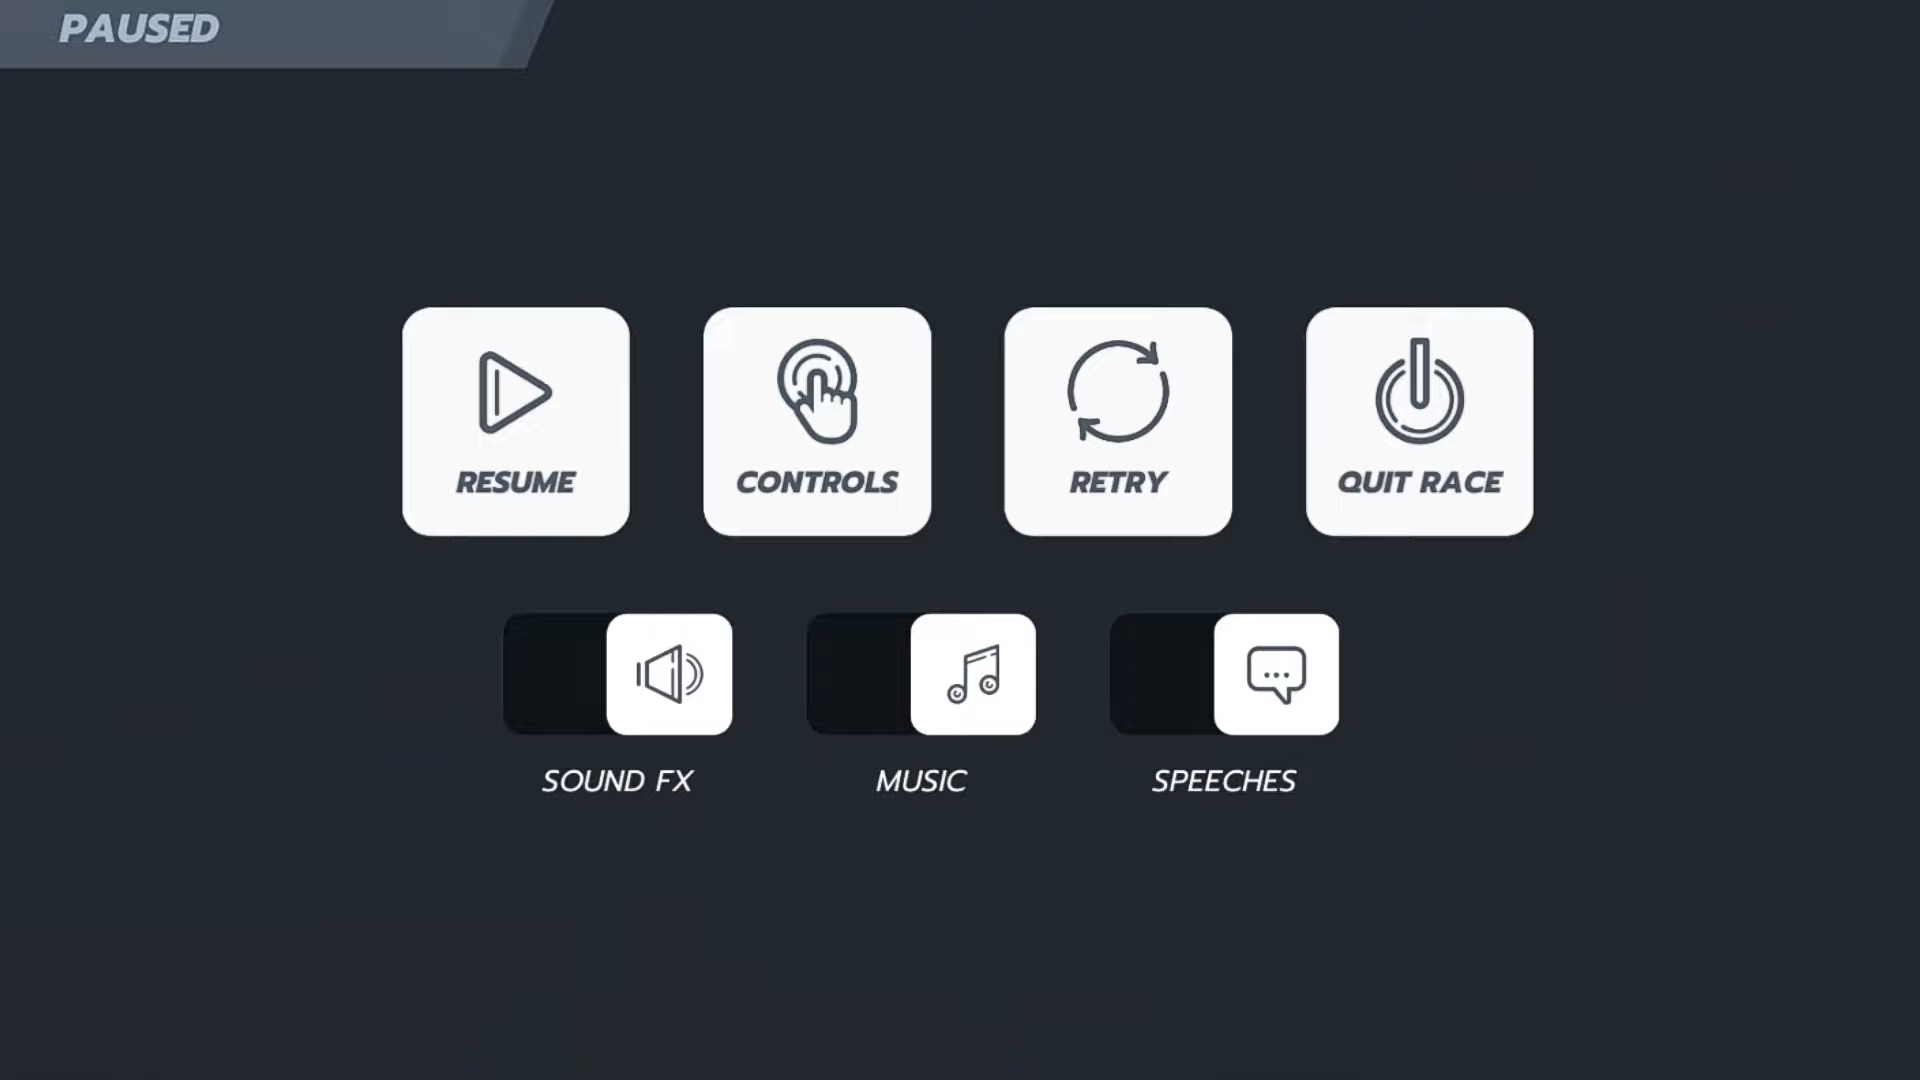 PAUSED
RESUME
CONTROLS
RETRY
QUIT RACE
SOUND FX
MUSIC
SPEECHES